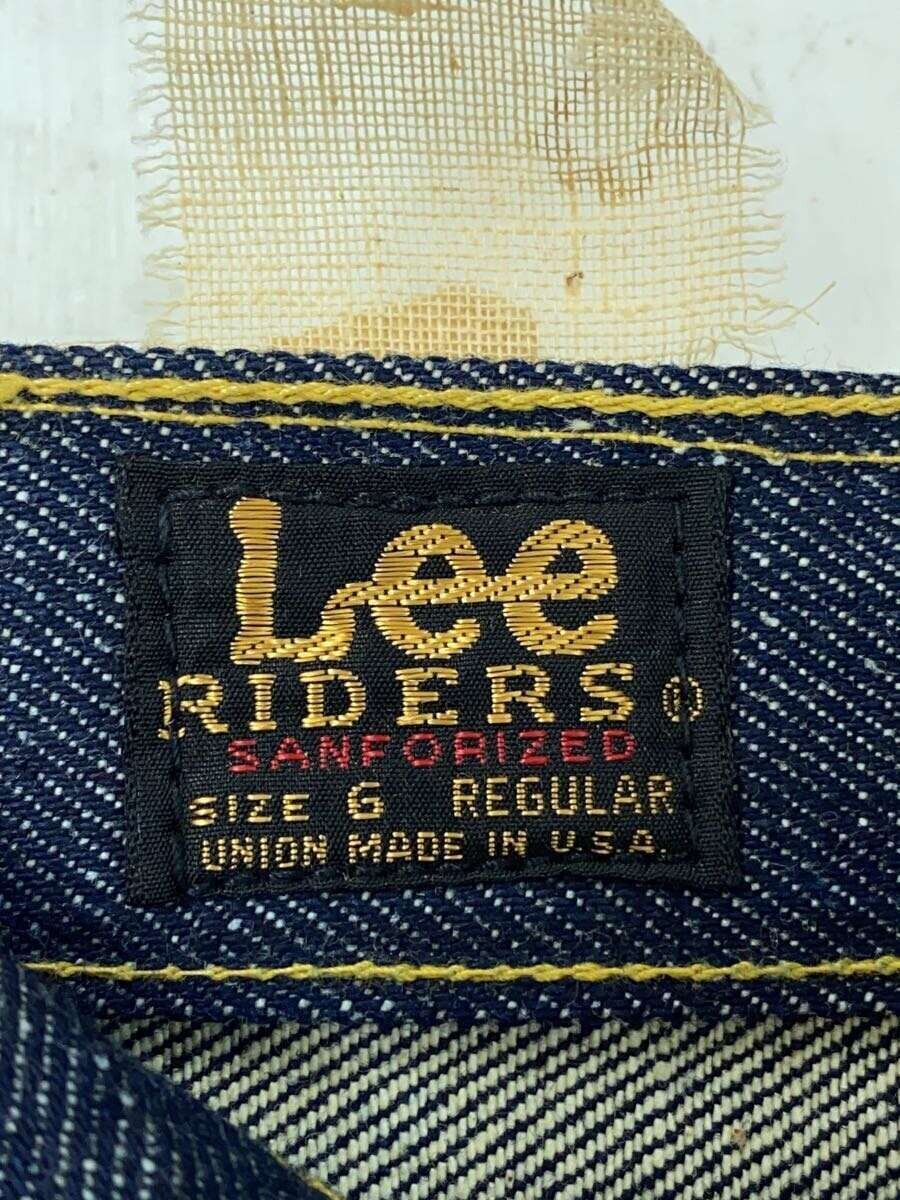 Lee
RIDERS ®
SANFORIZED
SIZE 6 REGULAR
UNION MADE IN U.S.A.